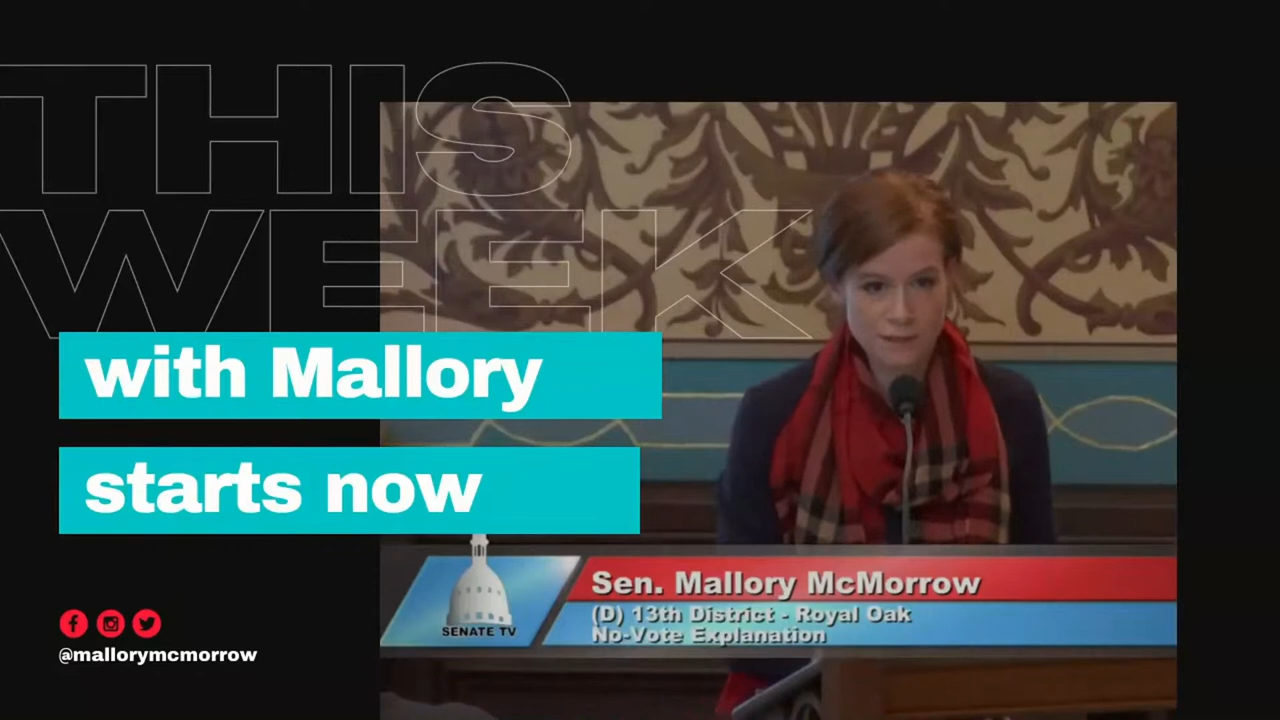 THIS
WEEK
with Mallory
starts now
Sen. Mallory McMorrow
(D) 13th District - Royal Oak
No-Vote Explanation
SENATE TV
@mallorymcmorrow